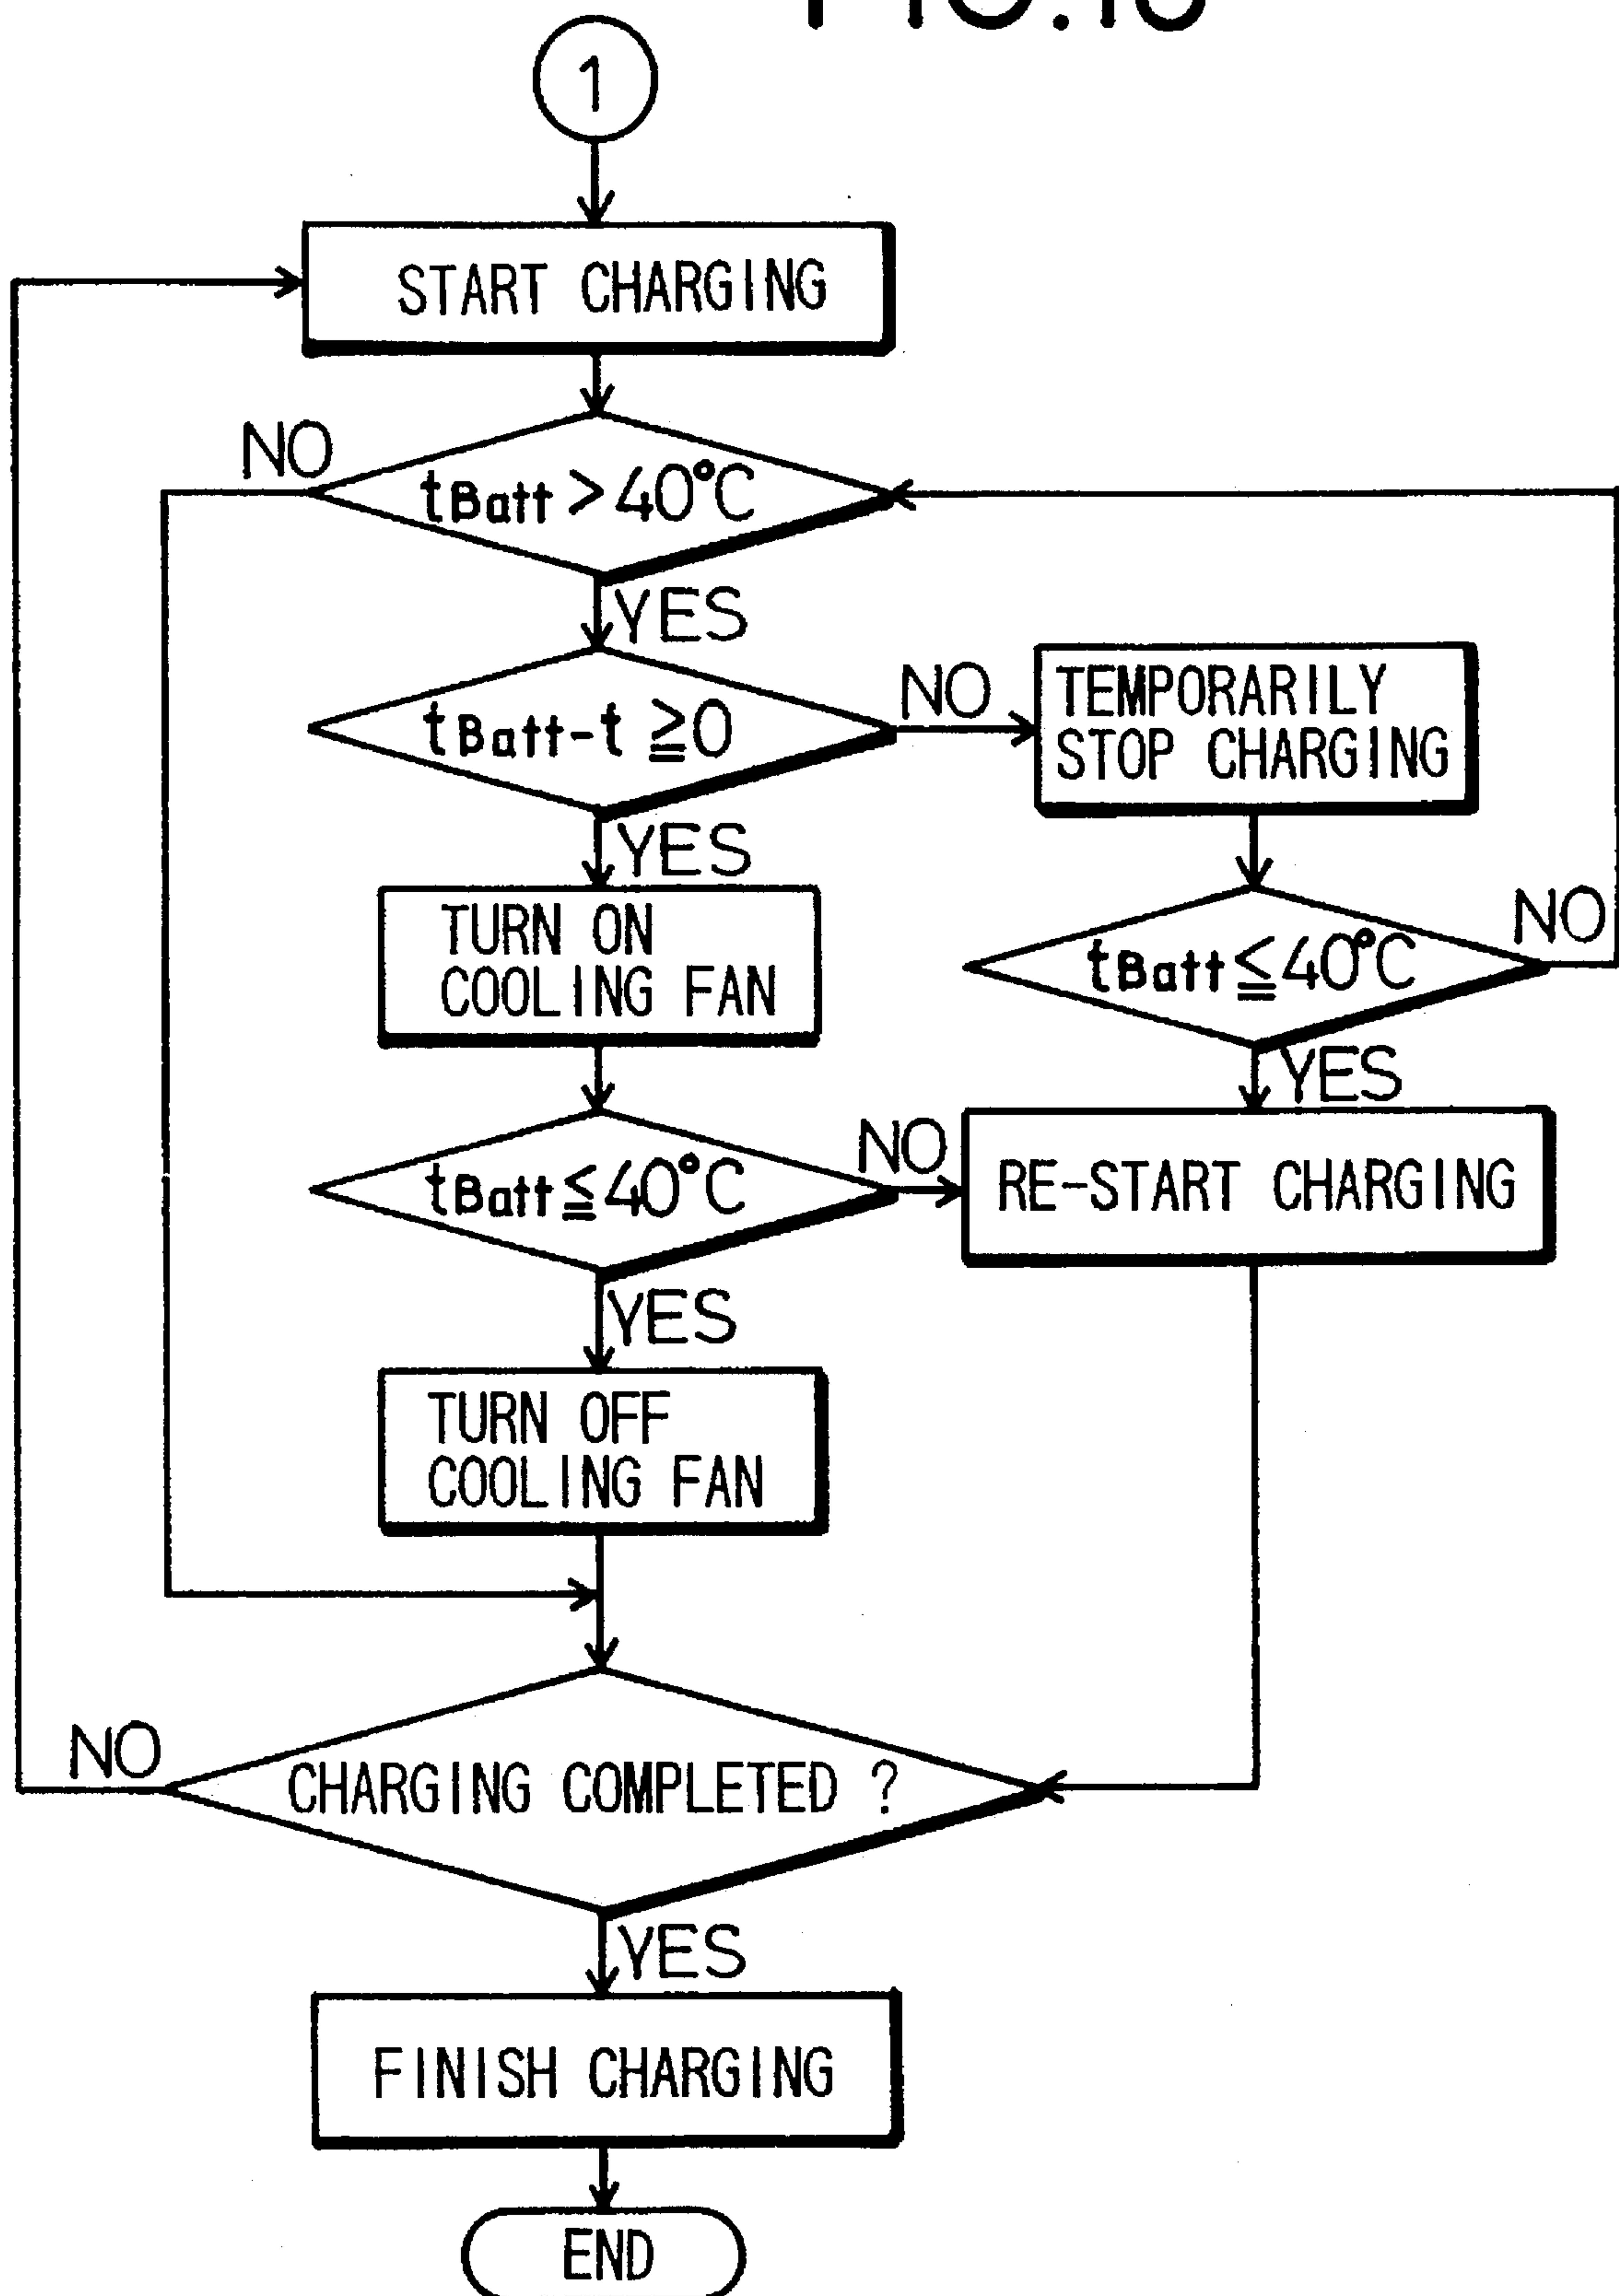 1
START CHARGING
NO
tBatt > 40°C
YES
tBatt - t ≧ 0
NO
TEMPORARILY
STOP CHARGING
YES
TURN ON
COOLING FAN
tBatt ≦ 40°C
NO
YES
tBatt ≦ 40°C
NO
RE-START CHARGING
YES
TURN OFF
COOLING FAN
NO
CHARGING COMPLETED ?
YES
FINISH CHARGING
END